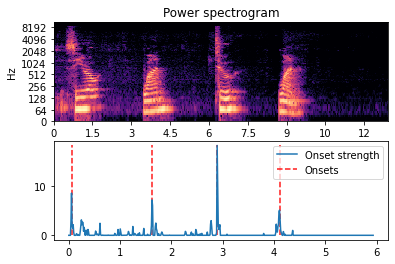 Power spectrogram
Hz
8192
4096
2048
1024
512
256
128
64
0
0 1.5 3 4.5 6 7.5 9 10.5 12
Onset strength
Onsets
10
0
0 1 2 3 4 5 6